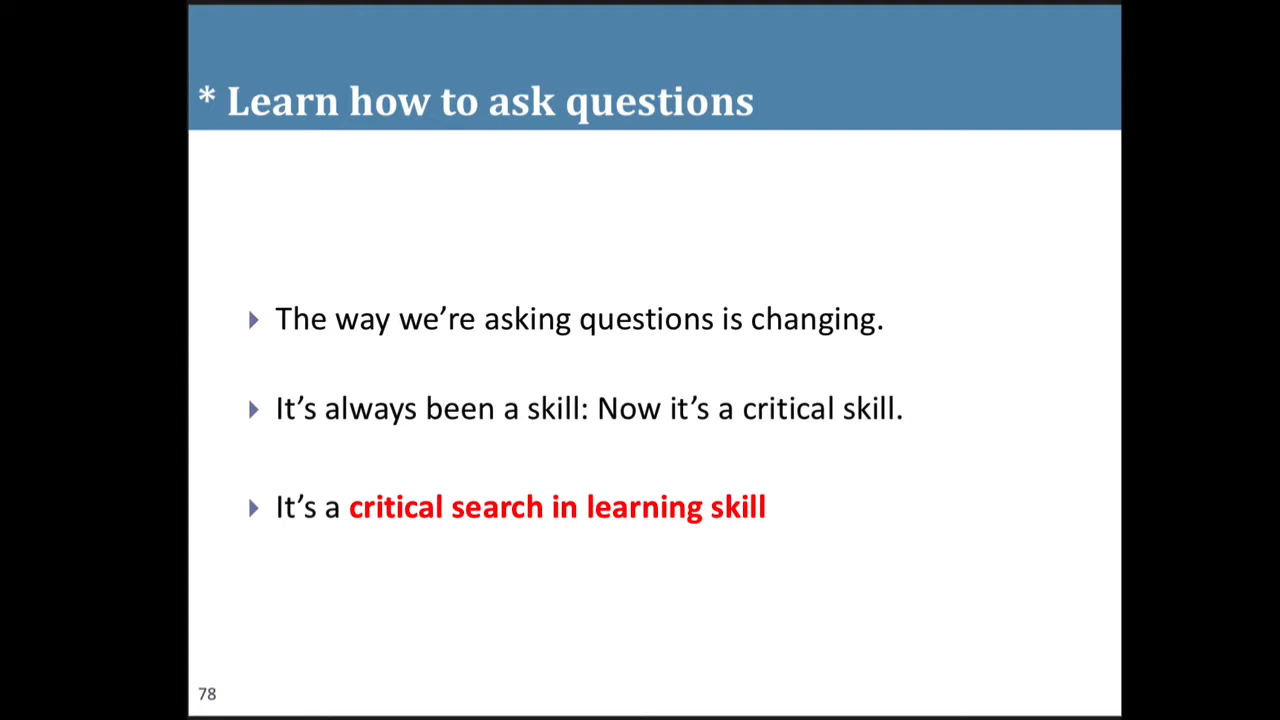 * Learn how to ask questions
The way we’re asking questions is changing.
It’s always been a skill: Now it’s a critical skill.
It’s a critical search in learning skill
78